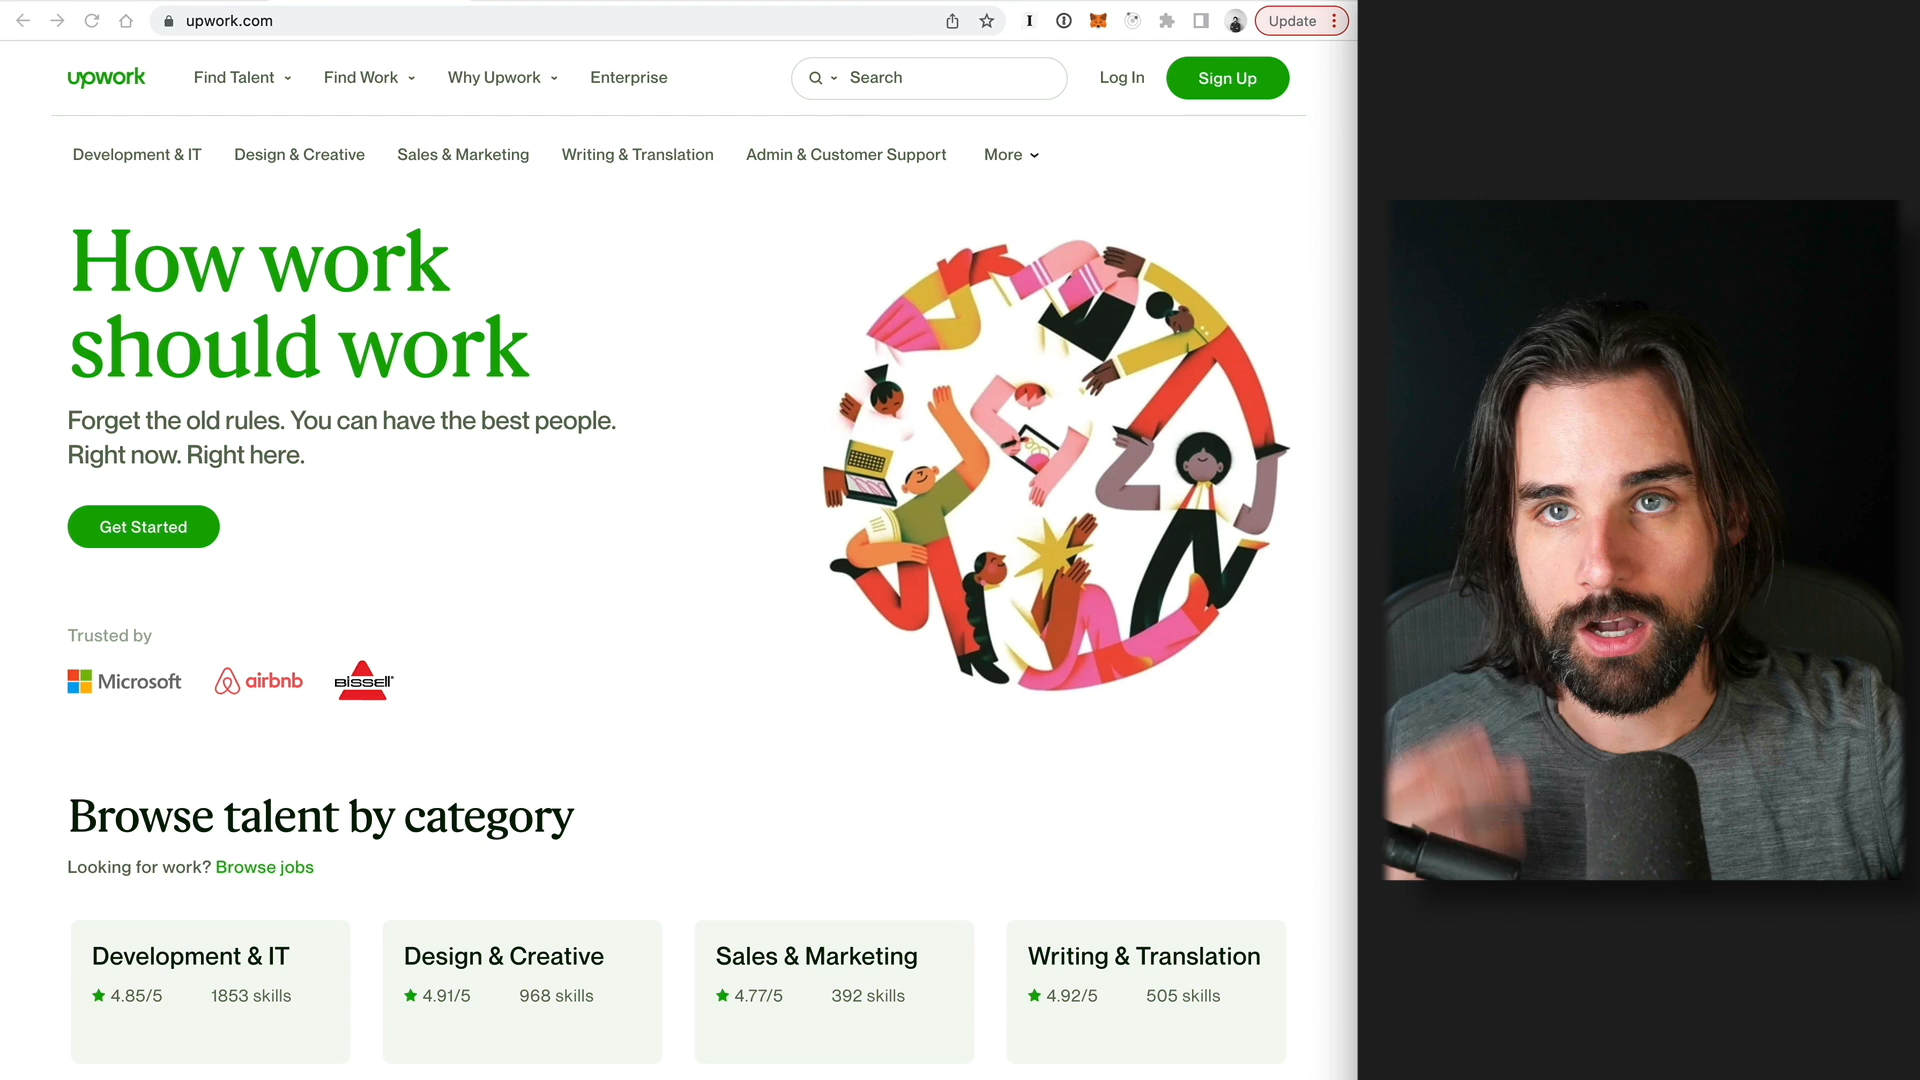 upwork.com
Update
upwork
Find Talent
Find Work
Why Upwork
Enterprise
Search
Log In
Sign Up
Development & IT
Design & Creative
Sales & Marketing
Writing & Translation
Admin & Customer Support
More
How work
should work
Forget the old rules. You can have the best people.
Right now. Right here.
Get Started
Trusted by
Microsoft
airbnb
BISSELL
Browse talent by category
Looking for work? Browse jobs
Development & IT
4.85/5 1853 skills
Design & Creative
4.91/5 968 skills
Sales & Marketing
4.77/5 392 skills
Writing & Translation
4.92/5 505 skills